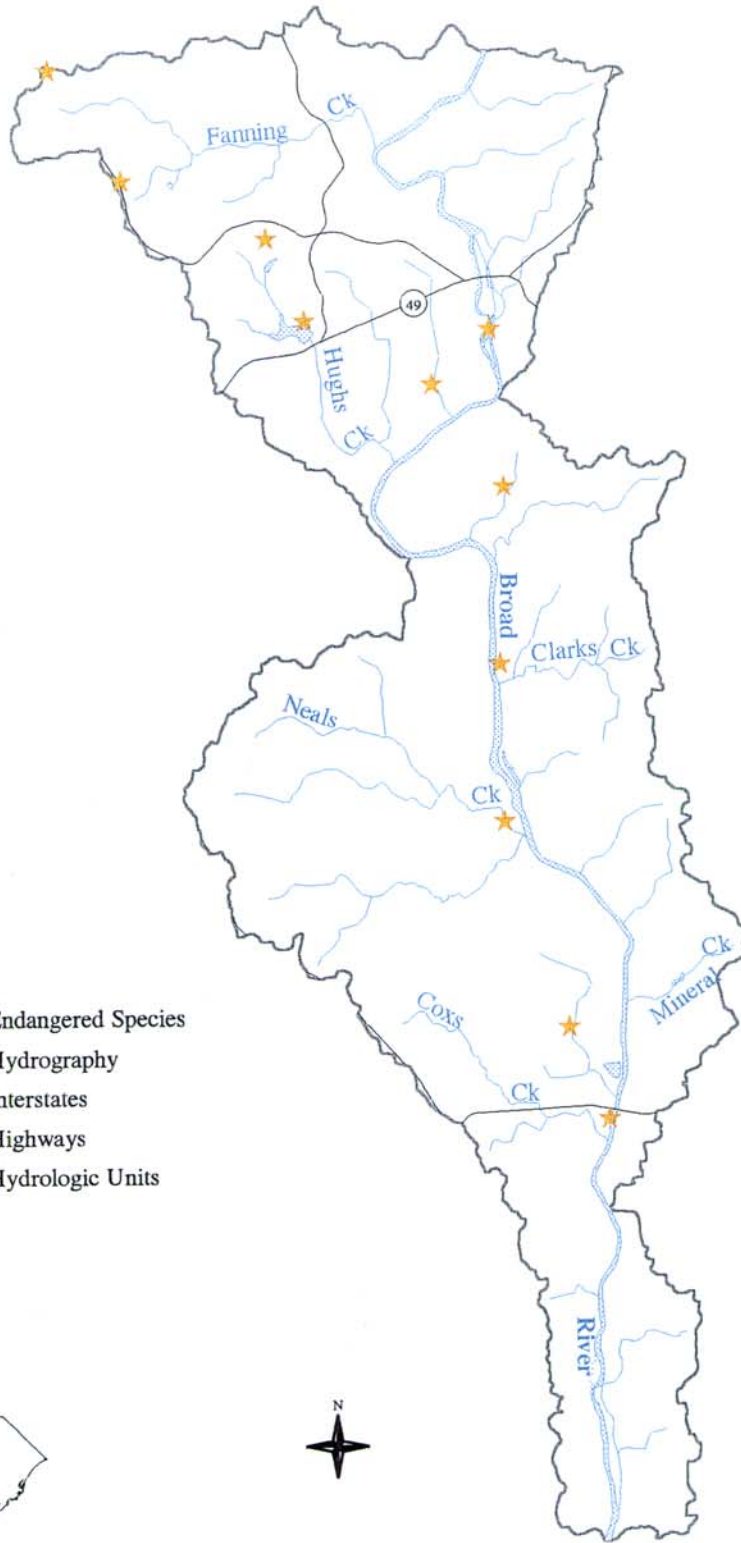 Ck
Fanning
49
Hughs
Ck
Broad
Clarks Ck
Neals
Ck
Ck
Mineral
Coxs
Ck
Endangered Species
Hydrography
Interstates
Highways
Hydrologic Units
River
N